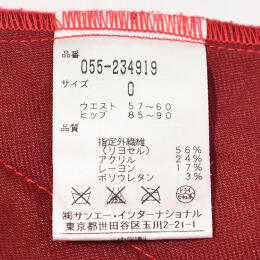 品番
055-234919
サイズ
0
ウエスト 57~60
ヒップ 85~90
品質
指定外繊維
(リヨセル) 56%
アクリル 24%
レーヨン 17%
ポリウレタン 3%
ドライ
㈱サンエー・インターナショナル
東京都世田谷区玉川2-21-1